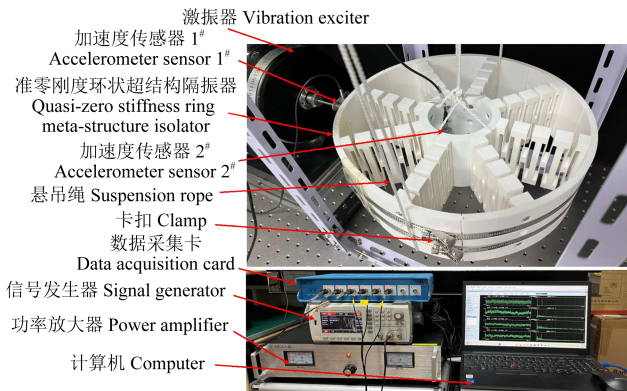 激振器 Vibration exciter
加速度传感器 1#
Accelerometer sensor 1#
准零刚度环状超结构隔振器
Quasi-zero stiffness ring
meta-structure isolator
加速度传感器 2#
Accelerometer sensor 2#
悬吊绳 Suspension rope
卡扣 Clamp
数据采集卡
Data acquisition card
信号发生器 Signal generator
功率放大器 Power amplifier
计算机 Computer